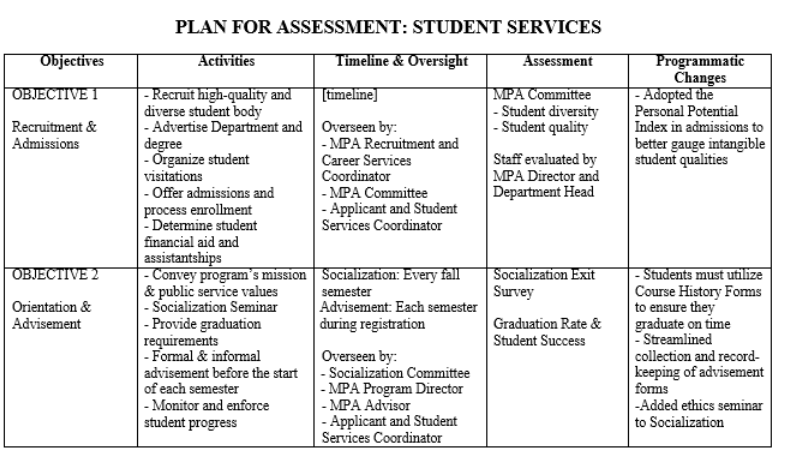 PLAN FOR ASSESSMENT: STUDENT SERVICES
Objectives
Activities
Timeline & Oversight
Assessment
Programmatic
Changes
OBJECTIVE 1
Recruitment &
Admissions
- Recruit high-quality and
diverse student body
- Advertise Department and
degree
- Organize student
visitations
- Offer admissions and
process enrollment
- Determine student
financial aid and
assistantships
[timeline]
Overseen by:
- MPA Recruitment and
Career Services
Coordinator
- MPA Committee
- Applicant and Student
Services Coordinator
MPA Committee
- Student diversity
- Student quality
Staff evaluated by
MPA Director and
Department Head
- Adopted the
Personal Potential
Index in admissions to
better gauge intangible
student qualities
OBJECTIVE 2
Orientation &
Advisement
- Convey program's mission
& public service values
- Socialization Seminar
- Provide graduation
requirements
- Formal & informal
advisement before the start
of each semester
- Monitor and enforce
student progress
Socialization: Every fall
semester
Advisement: Each semester
during registration
Overseen by:
- Socialization Committee
- MPA Program Director
- MPA Advisor
- Applicant and Student
Services Coordinator
Socialization Exit
Survey
Graduation Rate &
Student Success
- Students must utilize
Course History Forms
to ensure they
graduate on time
- Streamlined
collection and record-
keeping of advisement
forms
-Added ethics seminar
to Socialization